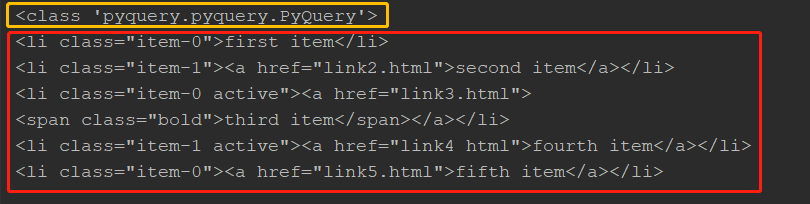 <class 'pyquery.pyquery.PyQuery'>
<li class="item-0">first item</li>
<li class="item-1"><a href="link2.html">second item</a></li>
<li class="item-0 active"><a href="link3.html">
<span class="bold">third item</span></a></li>
<li class="item-1 active"><a href="link4 html">fourth item</a></li>
<li class="item-0"><a href="link5.html">fifth item</a></li>